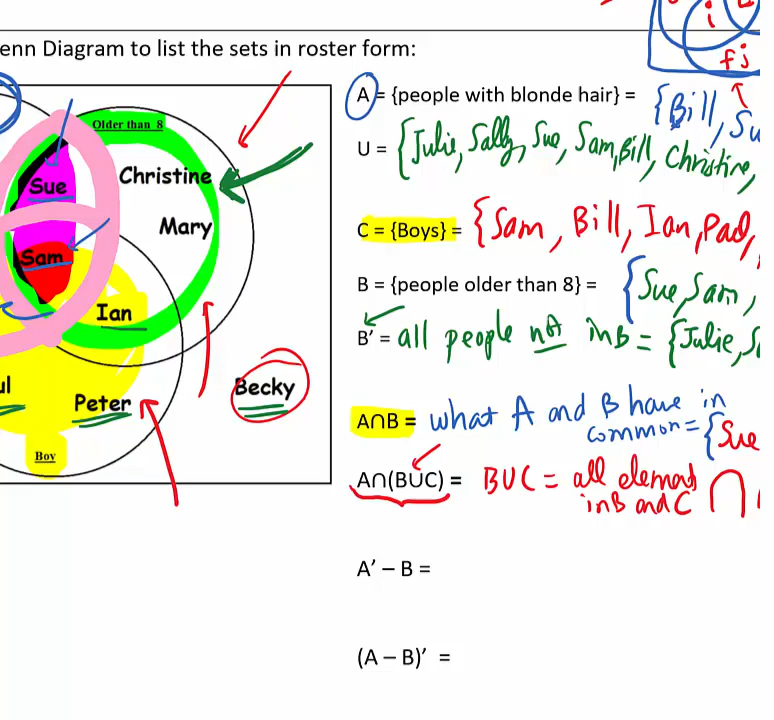 enn Diagram to list the sets in roster form:
i
fj
A = {people with blonde hair} = {Bill, Su
Older than 8
U = {Julie, Sally, Sue, Sam, Bill, Christine,
Christine
Sue
Mary
C = {Boys} = {Sam, Bill, Ian, Paul,
Sam
B = {people older than 8} = {Sue, Sam,
Ian
B′ = all people not in B = {Julie, S
ul
Becky
Peter
A∩B = what A and B have in
common = {Sue
Boy
A∩(BUC) = BUC = all elements ∩
in B and C
A′ – B =
(A – B)′ =